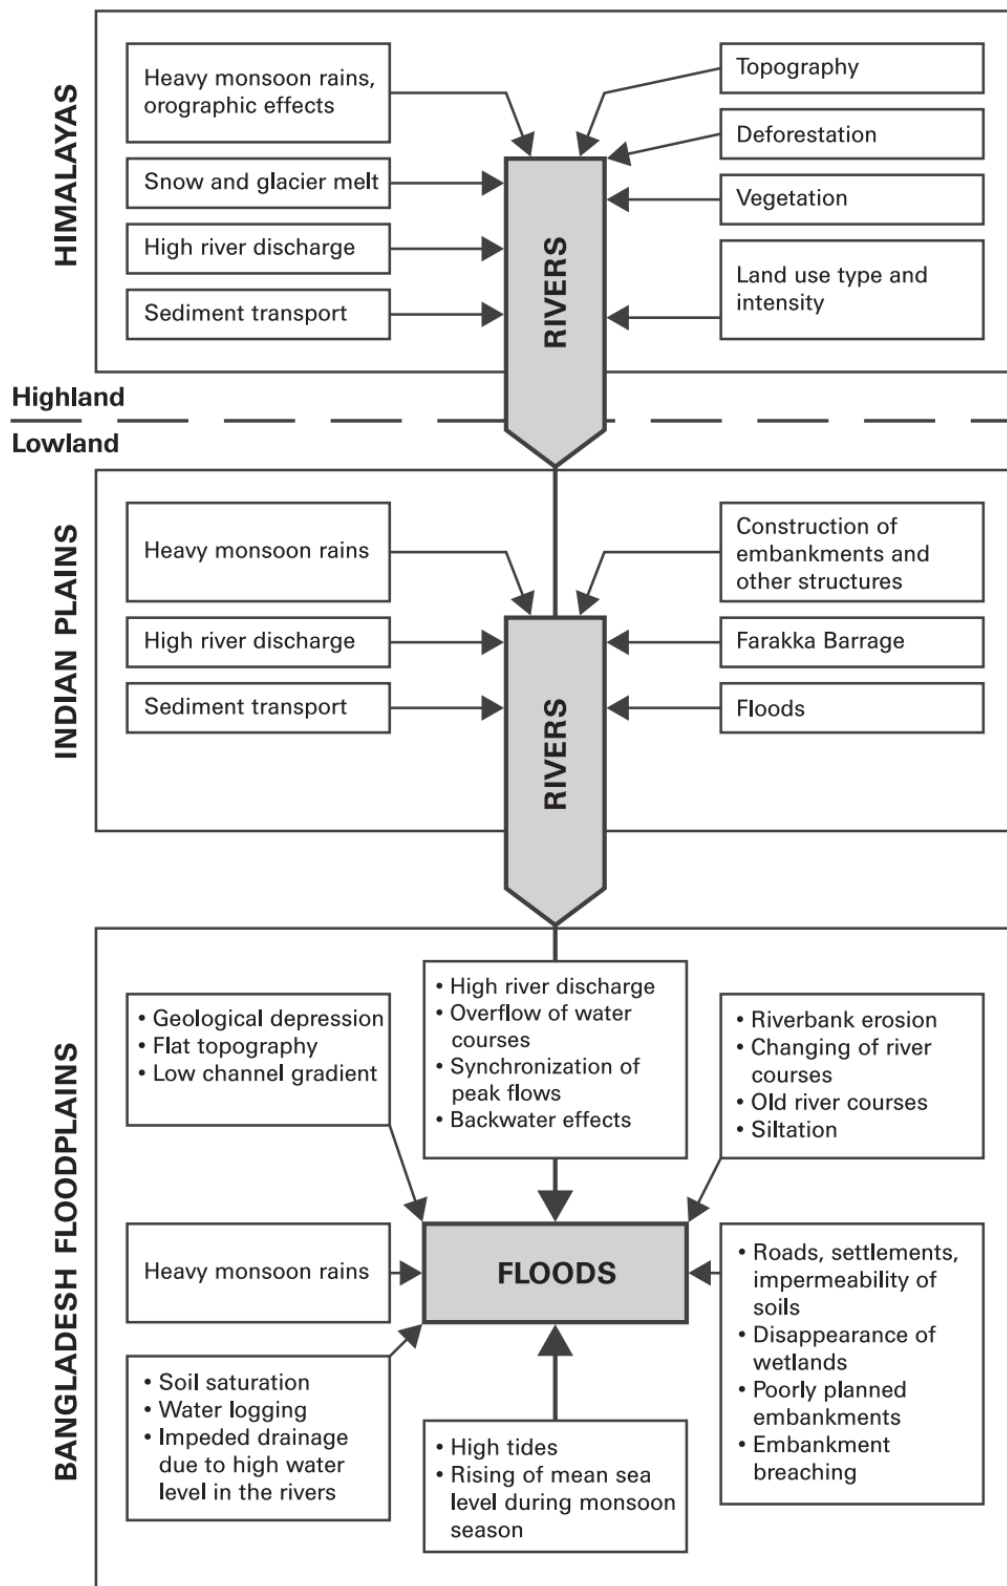 HIMALAYAS
Heavy monsoon rains,
orographic effects
Snow and glacier melt
High river discharge
Sediment transport
RIVERS
Topography
Deforestation
Vegetation
Land use type and
intensity
Highland
Lowland
INDIAN PLAINS
Heavy monsoon rains
High river discharge
Sediment transport
RIVERS
Construction of
embankments and
other structures
Farakka Barrage
Floods
BANGLADESH FLOODPLAINS
• Geological depression
• Flat topography
• Low channel gradient
• High river discharge
• Overflow of water
courses
• Synchronization of
peak flows
• Backwater effects
• Riverbank erosion
• Changing of river
courses
• Old river courses
• Siltation
Heavy monsoon rains
FLOODS
• Roads, settlements,
impermeability of
soils
• Disappearance of
wetlands
• Poorly planned
embankments
• Embankment
breaching
• Soil saturation
• Water logging
• Impeded drainage
due to high water
level in the rivers
• High tides
• Rising of mean sea
level during monsoon
season